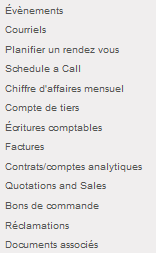 Évènements
Courriels
Planifier un rendez vous
Schedule a Call
Chiffre d'affaires mensuel
Compte de tiers
Écritures comptables
Factures
Contrats/comptes analytiques
Quotations and Sales
Bons de commande
Réclamations
Documents associés